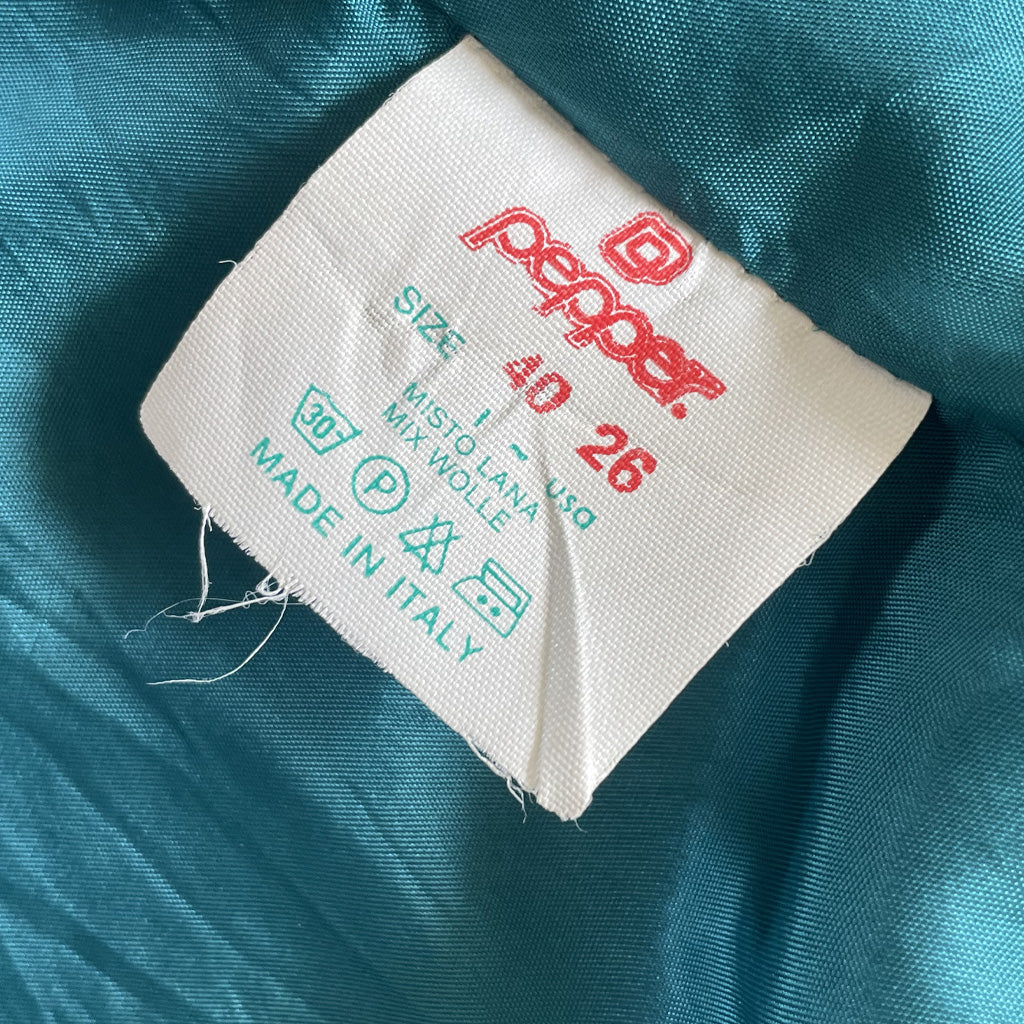 pepper.
SIZE 40 26
I ~ usa
MISTO LANA
MIX WOLLE
30° P
MADE IN ITALY